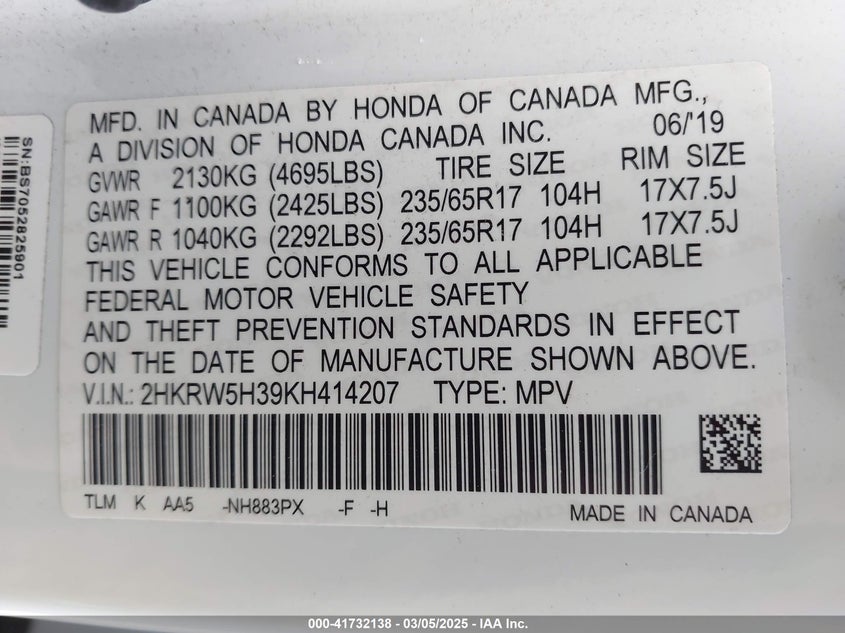 SN:BS7052825901
MFD. IN CANADA BY HONDA OF CANADA MFG.,
A DIVISION OF HONDA CANADA INC. 06/'19
GVWR 2130KG (4695LBS) TIRE SIZE RIM SIZE
GAWR F 1100KG (2425LBS) 235/65R17 104H 17X7.5J
GAWR R 1040KG (2292LBS) 235/65R17 104H 17X7.5J
THIS VEHICLE CONFORMS TO ALL APPLICABLE
FEDERAL MOTOR VEHICLE SAFETY
AND THEFT PREVENTION STANDARDS IN EFFECT
ON THE DATE OF MANUFACTURE SHOWN ABOVE.
V.I.N.: 2HKRW5H39KH414207 TYPE: MPV
TLM K AA5 -NH883PX -F -H
MADE IN CANADA
000-41732138 - 03/05/2025 - IAA Inc.